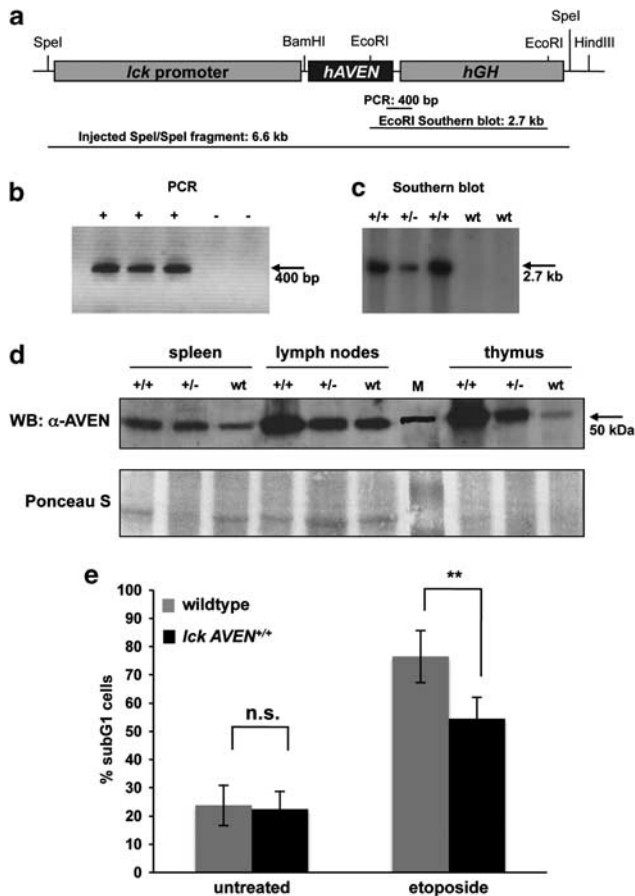 a
SpeI
SpeI BamHI EcoRI EcoRI HindIII
lck promoter hAVEN hGH
PCR: 400 bp
EcoRI Southern blot: 2.7 kb
Injected SpeI/SpeI fragment: 6.6 kb
b PCR
+ + + - -
400 bp
c Southern blot
+/+ +/- +/+ wt wt
2.7 kb
d
spleen lymph nodes thymus
+/+ +/- wt +/+ +/- wt M +/+ +/- wt
WB: α-AVEN
50 kDa
Ponceau S
e
100
90
80
70
60
50
40
30
20
10
0
% subG1 cells
wildtype
lck AVEN+/+
n.s.
**
untreated etoposide